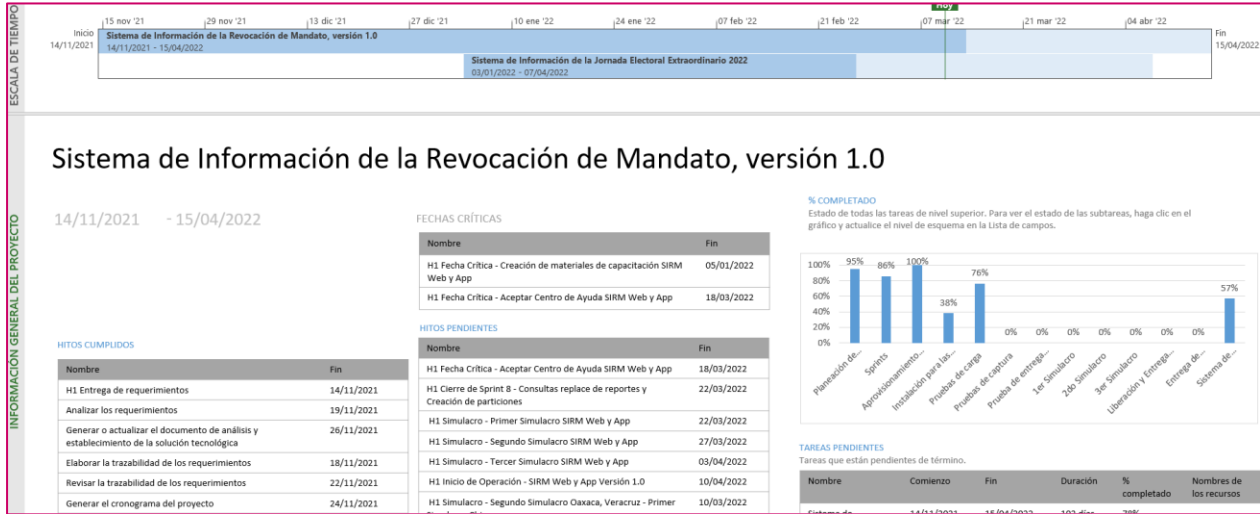 ESCALA DE TIEMPO
Hoy
15 nov '21 29 nov '21 13 dic '21 27 dic '21 10 ene '22 24 ene '22 07 feb '22 21 feb '22 07 mar '22 21 mar '22 04 abr '22
Inicio
14/11/2021
Sistema de Información de la Revocación de Mandato, versión 1.0
14/11/2021 - 15/04/2022
Sistema de Información de la Jornada Electoral Extraordinario 2022
03/01/2022 - 07/04/2022
Fin
15/04/2022
INFORMACIÓN GENERAL DEL PROYECTO
Sistema de Información de la Revocación de Mandato, versión 1.0
14/11/2021 - 15/04/2022
HITOS CUMPLIDOS
Nombre Fin
H1 Entrega de requerimientos 14/11/2021
Analizar los requerimientos 19/11/2021
Generar o actualizar el documento de análisis y
establecimiento de la solución tecnológica 26/11/2021
Elaborar la trazabilidad de los requerimientos 18/11/2021
Revisar la trazabilidad de los requerimientos 22/11/2021
Generar el cronograma del proyecto 24/11/2021
FECHAS CRÍTICAS
Nombre Fin
H1 Fecha Crítica - Creación de materiales de capacitación SIRM 05/01/2022
Web y App
H1 Fecha Crítica - Aceptar Centro de Ayuda SIRM Web y App 18/03/2022
HITOS PENDIENTES
Nombre Fin
H1 Fecha Crítica - Aceptar Centro de Ayuda SIRM Web y App 18/03/2022
H1 Cierre de Sprint 8 - Consultas replace de reportes y 22/03/2022
Creación de particiones
H1 Simulacro - Primer Simulacro SIRM Web y App 22/03/2022
H1 Simulacro - Segundo Simulacro SIRM Web y App 27/03/2022
H1 Simulacro - Tercer Simulacro SIRM Web y App 03/04/2022
H1 Inicio de Operación - SIRM Web y App Versión 1.0 10/04/2022
H1 Simulacro - Segundo Simulacro Oaxaca, Veracruz - Primer 10/03/2022
% COMPLETADO
Estado de todas las tareas de nivel superior. Para ver el estado de las subtareas, haga clic en el
gráfico y actualice el nivel de esquema en la Lista de campos.
100%
80%
60%
40%
20%
0%
95% 86% 100% 38% 76% 0% 0% 0% 0% 0% 0% 0% 57%
Planeación de...
Sprints
Aprovisionamiento...
Instalación para las...
Pruebas de carga
Pruebas de captura
Prueba de entrega...
1er Simulacro
2do Simulacro
3er Simulacro
Liberación y Entrega...
Entrega de...
Sistema de...
TAREAS PENDIENTES
Tareas que están pendientes de término.
Nombre Comienzo Fin Duración % completado Nombres de los recursos
Sistema de 14/11/2021 15/04/2022 102 días 78%